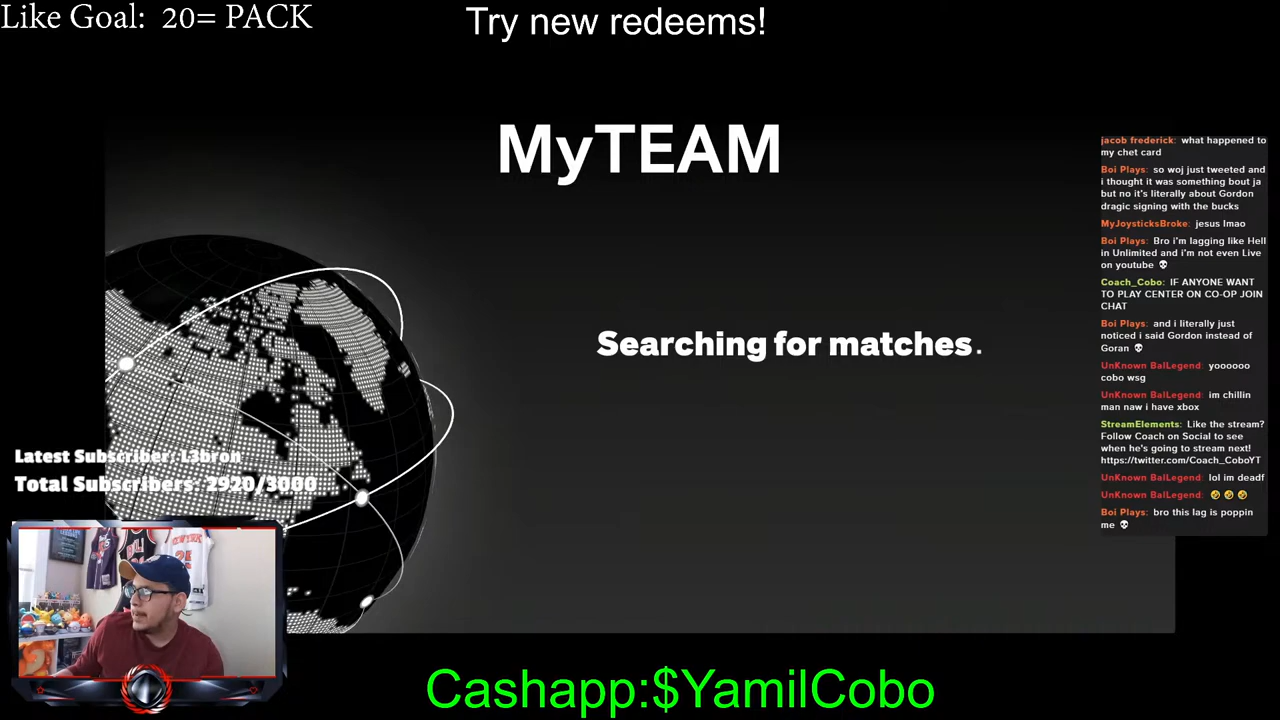 Like Goal: 20= PACK
Try new redeems!
MyTEAM
Searching for matches.
jacob frederick: what happened to
my chet card
Boi Plays: so woj just tweeted and
i thought it was something bout ja
but no it's literally about Gordon
dragic signing with the bucks
MyJoysticksBroke: jesus lmao
Boi Plays: Bro i'm lagging like Hell
in Unlimited and i'm not even Live
on youtube 💀
Coach_Cobo: IF ANYONE WANT
TO PLAY CENTER ON CO-OP JOIN
CHAT
Boi Plays: and i literally just
noticed i said Gordon instead of
Goran 💀
UnKnown BalLegend: yoooooo
cobo wsg
UnKnown BalLegend: im chillin
man naw i have xbox
StreamElements: Like the stream?
Follow Coach on Social to see
when he's going to stream next!
https://twitter.com/Coach_CoboYT
UnKnown BalLegend: lol im deadf
UnKnown BalLegend: 🤣🤣🤣
Boi Plays: bro this lag is poppin
me 💀
Latest Subscriber: L3bron
Total Subscribers: 2920/3000
Cashapp:$YamilCobo